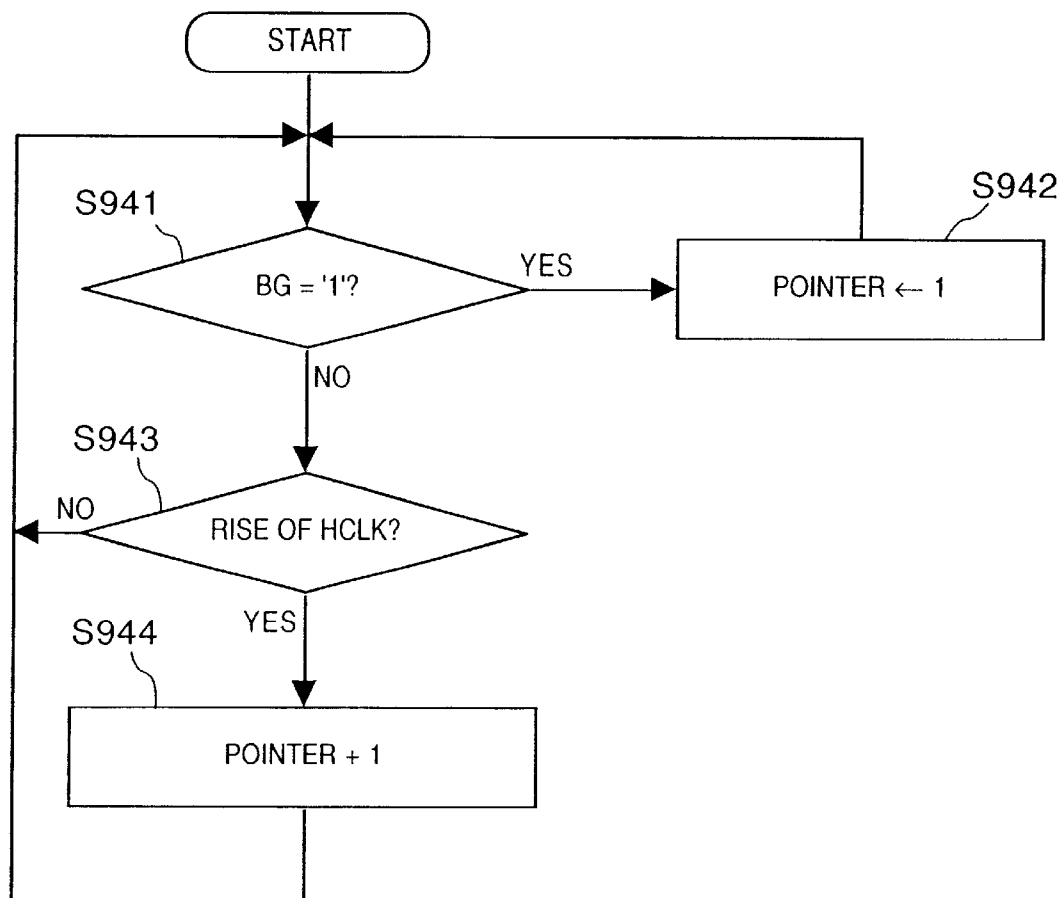 START
S941
S942
BG = '1'?
YES
POINTER ← 1
NO
S943
NO
RISE OF HCLK?
YES
S944
POINTER + 1